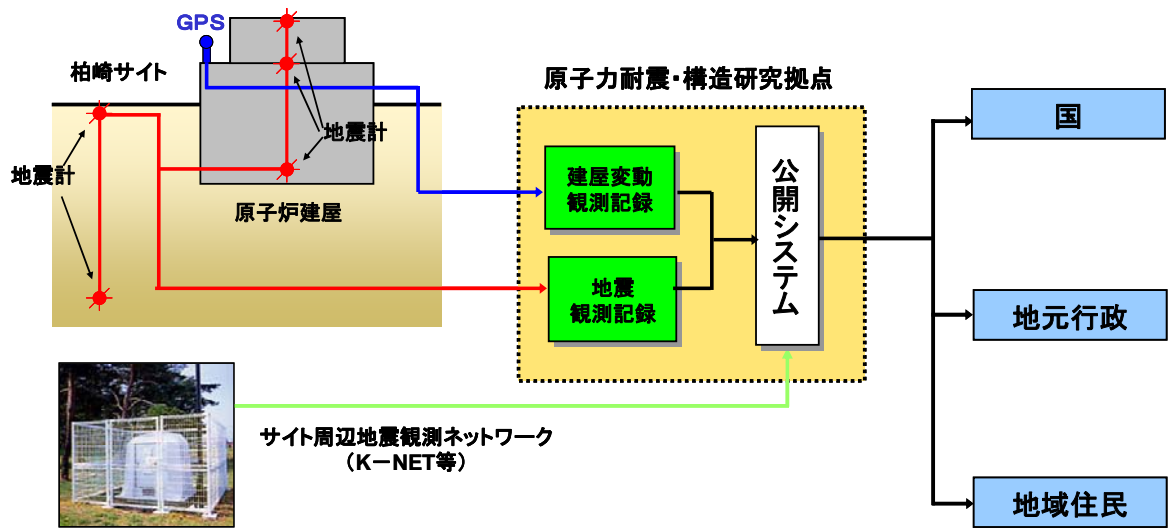 GPS
柏崎サイト
地震計
地震計
原子炉建屋
原子力耐震・構造研究拠点
建屋変動
観測記録
地震
観測記録
公開システム
国
地元行政
地域住民
サイト周辺地震観測ネットワーク
（K－NET等）